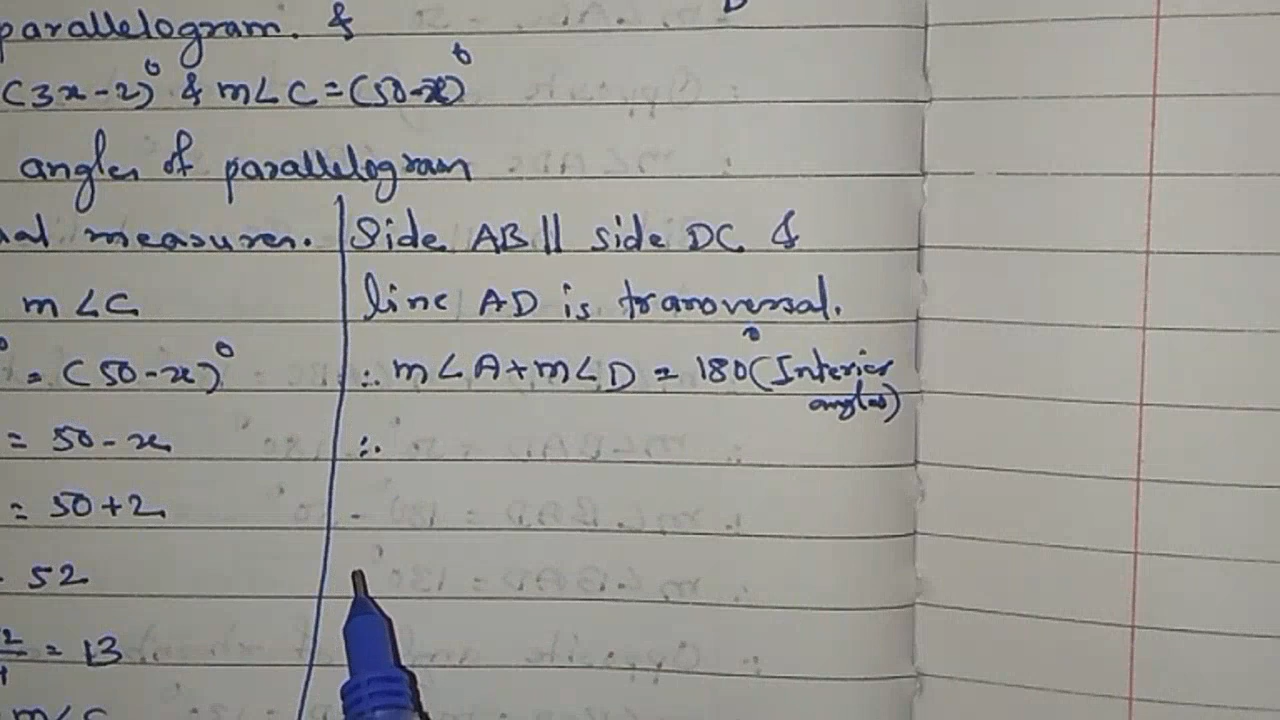 parallelogram. &
(3x-2)° & m∠C=(50-x)°
angles of parallelogram
measures.
m∠C
° = (50-x)°
= 50-x
= 50+2
52
= 13
m∠C
Side AB || side DC &
line AD is transversal.
∴ m∠A+m∠D = 180° (Interior
angles)
∴